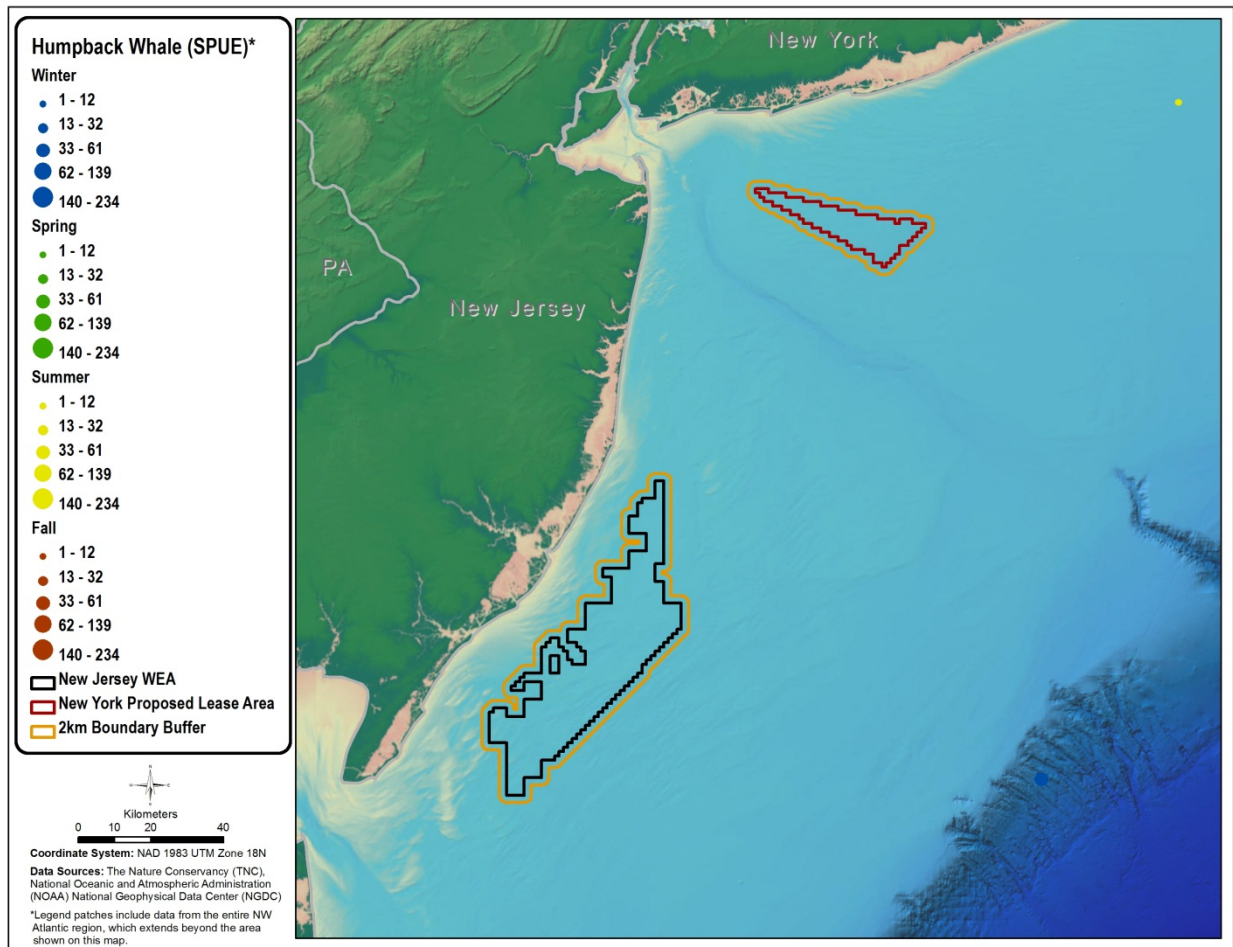 Humpback Whale (SPUE)*
Winter
1 - 12
13 - 32
33 - 61
62 - 139
140 - 234
Spring
1 - 12
13 - 32
33 - 61
62 - 139
140 - 234
Summer
1 - 12
13 - 32
33 - 61
62 - 139
140 - 234
Fall
1 - 12
13 - 32
33 - 61
62 - 139
140 - 234
New Jersey WEA
New York Proposed Lease Area
2km Boundary Buffer
N
W E
S
Kilometers
0 10 20 40
Coordinate System: NAD 1983 UTM Zone 18N
Data Sources: The Nature Conservancy (TNC),
National Oceanic and Atmospheric Administration
(NOAA) National Geophysical Data Center (NGDC)
*Legend patches include data from the entire NW
Atlantic region, which extends beyond the area
shown on this map.
New York
PA
New Jersey